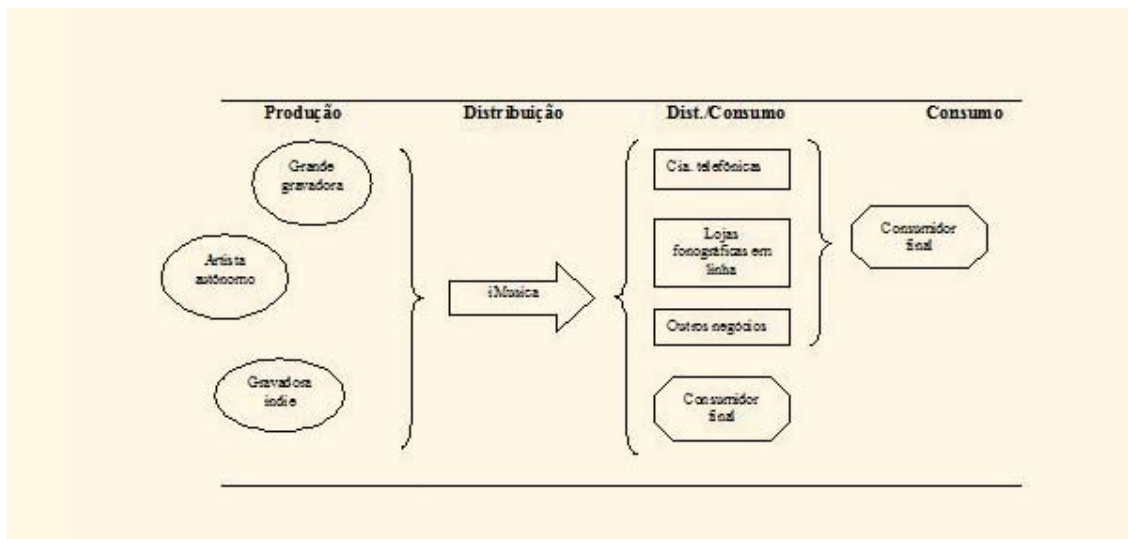 Produção
Distribuição
Dist./Consumo
Consumo
Grande
gravadora
Artista
autônomo
Gravadora
indie
iMusica
Cia. telefônicas
Lojas
fonográficas em
linha
Outros negócios
Consumidor
final
Consumidor
final